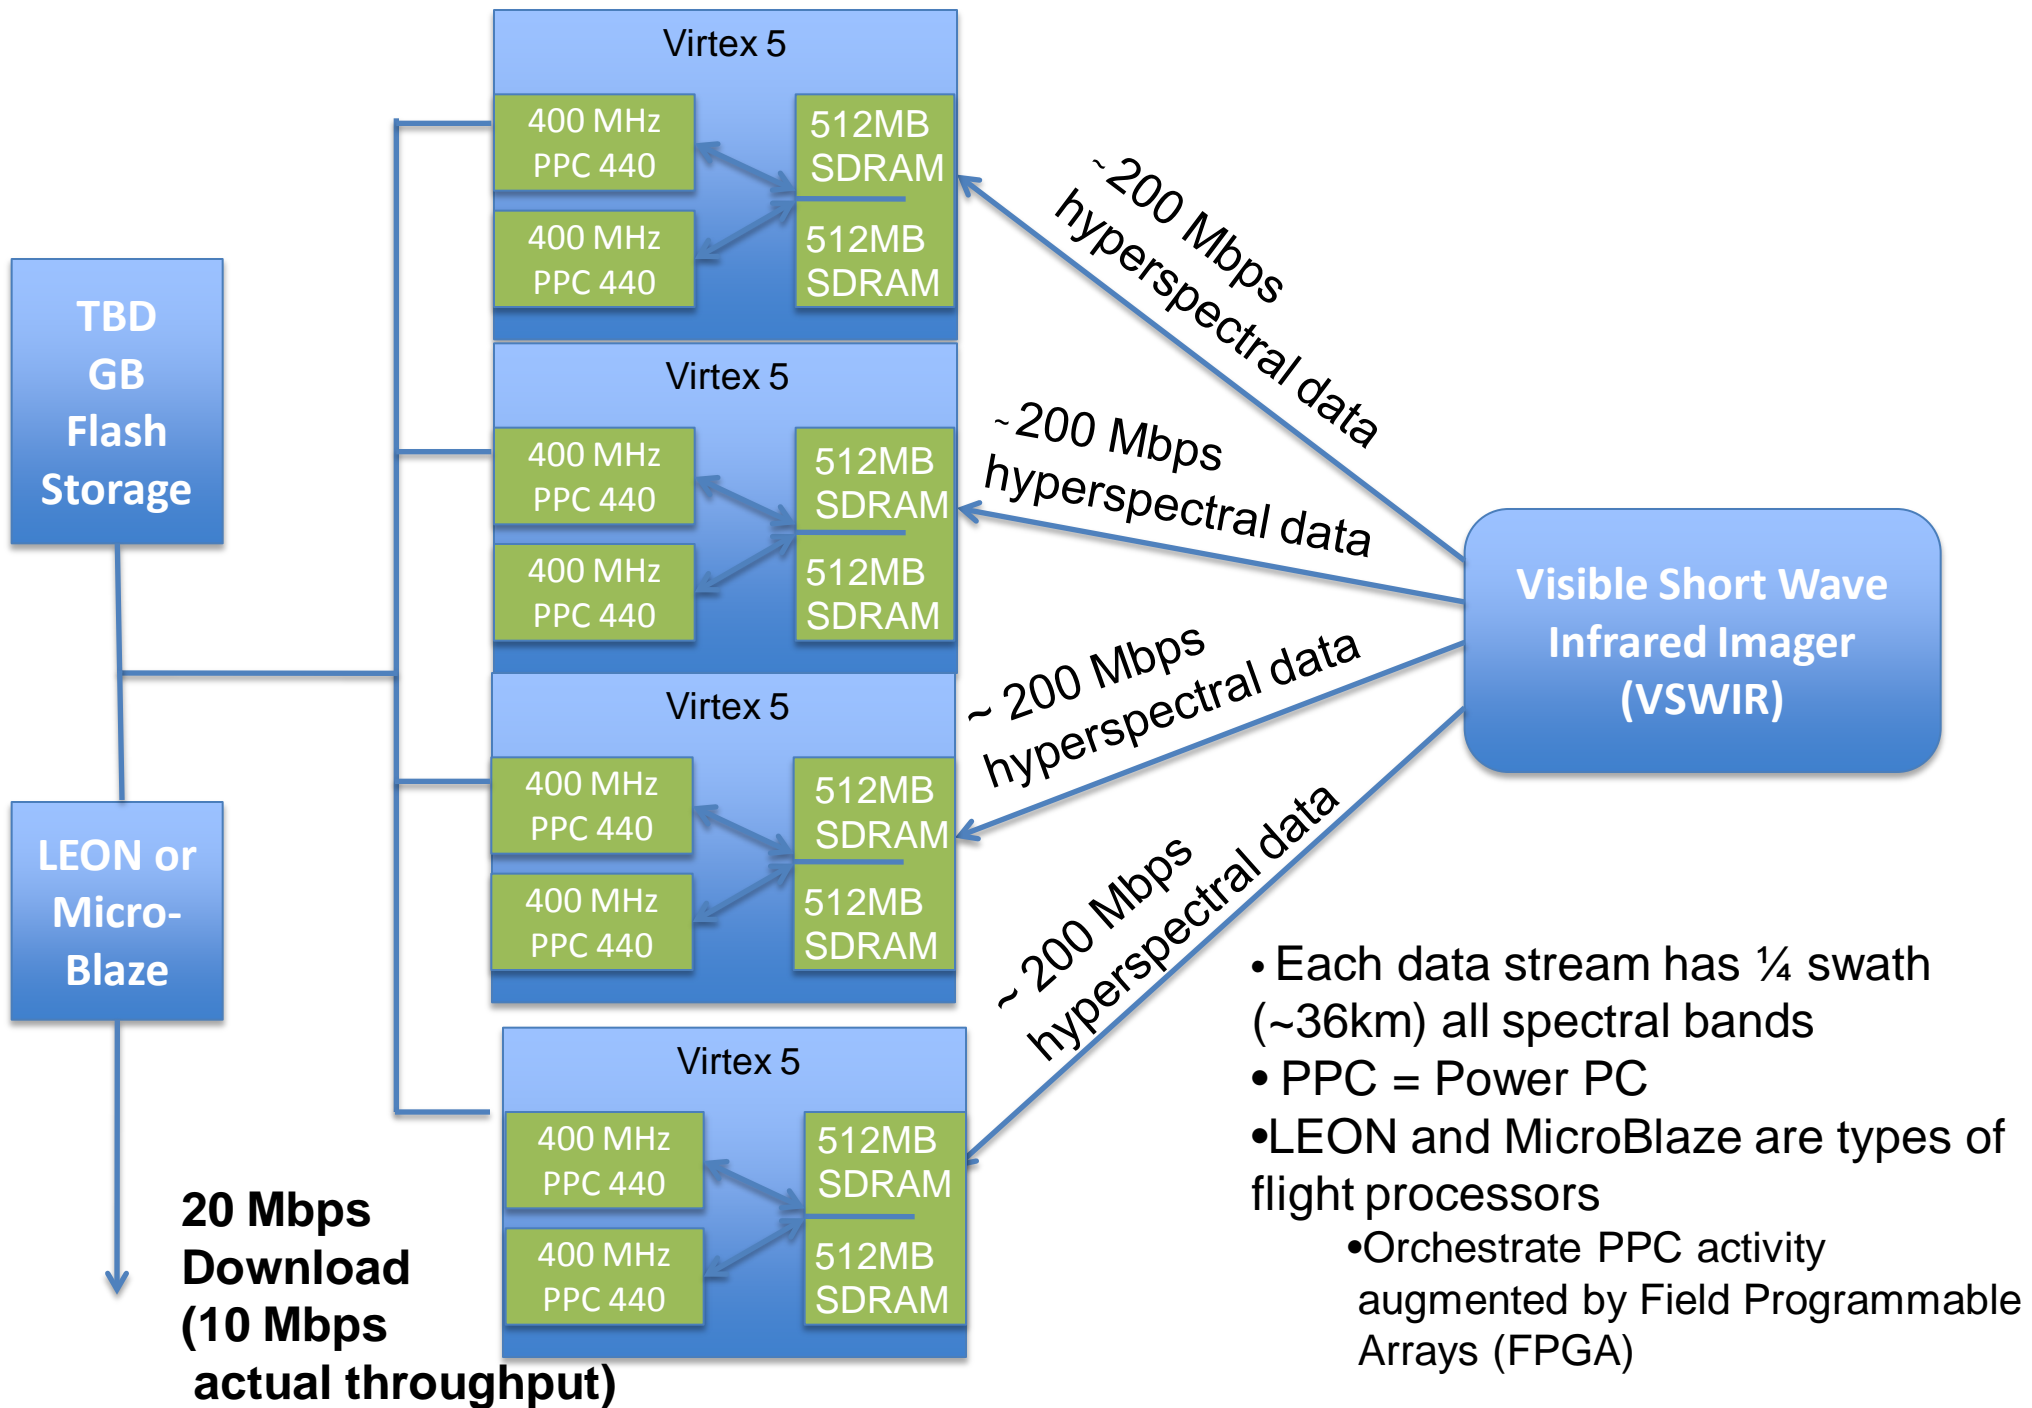 Virtex 5
400 MHz
PPC 440
400 MHz
PPC 440
512MB
SDRAM
512MB
SDRAM
Virtex 5
400 MHz
PPC 440
400 MHz
PPC 440
512MB
SDRAM
512MB
SDRAM
Virtex 5
400 MHz
PPC 440
400 MHz
PPC 440
512MB
SDRAM
512MB
SDRAM
Virtex 5
400 MHz
PPC 440
400 MHz
PPC 440
512MB
SDRAM
512MB
SDRAM
TBD
GB
Flash
Storage
LEON or
Micro-
Blaze
20 Mbps
Download
(10 Mbps
actual throughput)
~200 Mbps
hyperspectral data
~200 Mbps
hyperspectral data
~ 200 Mbps
hyperspectral data
~ 200 Mbps
hyperspectral data
Visible Short Wave
Infrared Imager
(VSWIR)
• Each data stream has ¼ swath
(~36km) all spectral bands
• PPC = Power PC
•LEON and MicroBlaze are types of
flight processors
•Orchestrate PPC activity
augmented by Field Programmable
Arrays (FPGA)